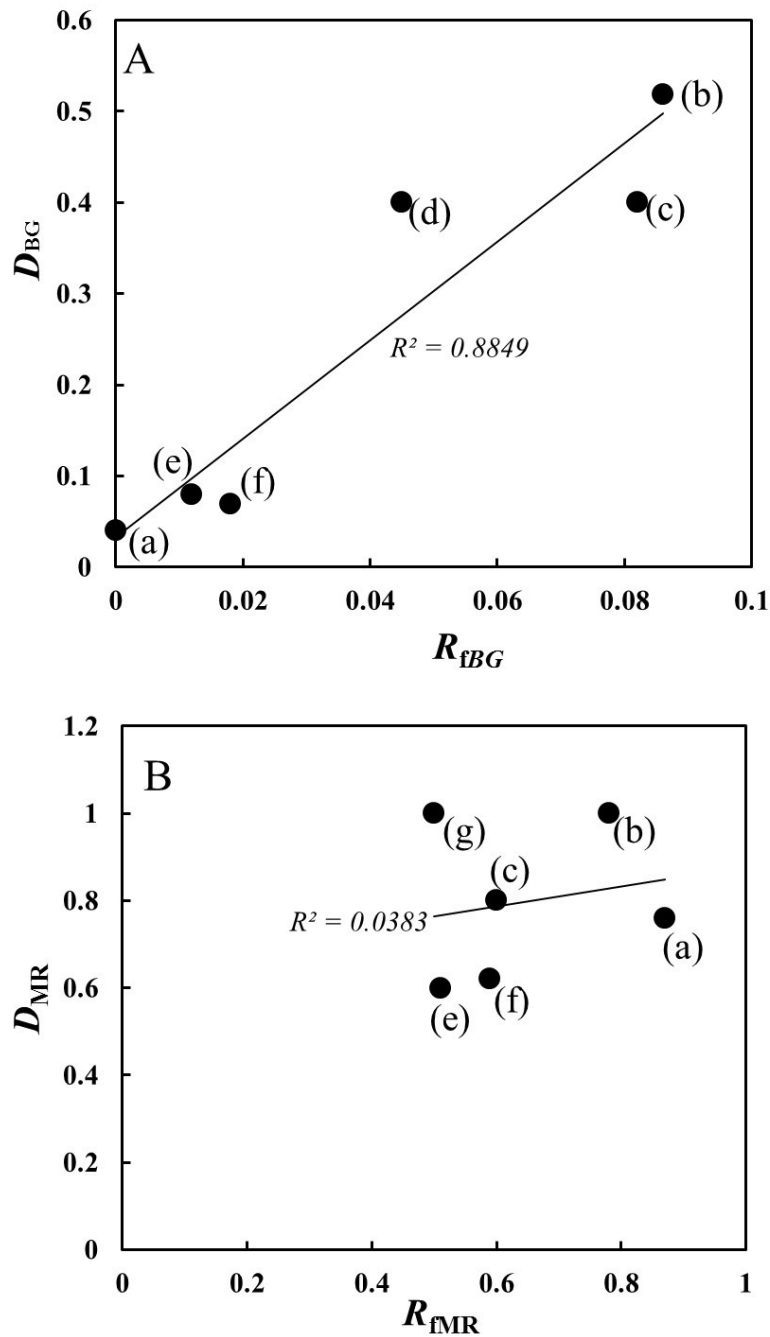 A
0.6
0.5
0.4
0.3
0.2
0.1
0
D_BG
(b)
(d)
(c)
R² = 0.8849
(e)
(f)
(a)
0 0.02 0.04 0.06 0.08 0.1
R_fBG
B
1.2
1
0.8
0.6
0.4
0.2
0
D_MR
(g)
(b)
(c)
R² = 0.0383
(a)
(e)
(f)
0 0.2 0.4 0.6 0.8 1
R_fMR